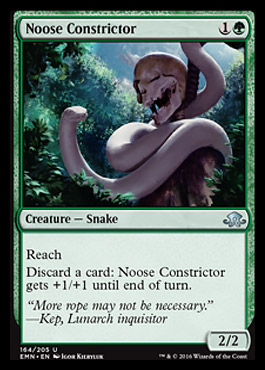 Noose Constrictor 1
Creature — Snake
Reach
Discard a card: Noose Constrictor
gets +1/+1 until end of turn.
“More rope may not be necessary.”
—Kep, Lunarch inquisitor
2/2
164/205 U
EMN • EN Igor Kieryluk ™ & © 2016 Wizards of the Coast